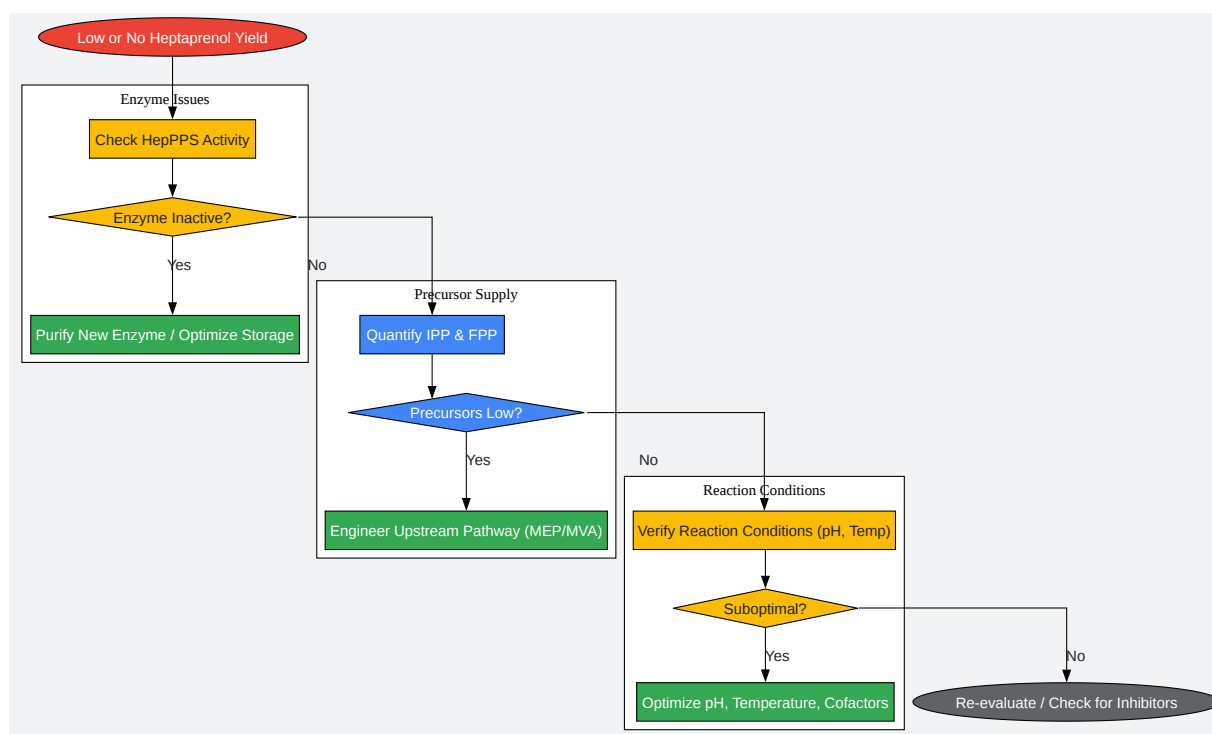 Low or No Heptaprenol Yield
Enzyme Issues
Check HepPPS Activity
Enzyme Inactive?
Yes
No
Purify New Enzyme / Optimize Storage
Precursor Supply
Quantify IPP & FPP
Precursors Low?
Yes
No
Engineer Upstream Pathway (MEP/MVA)
Reaction Conditions
Verify Reaction Conditions (pH, Temp)
Suboptimal?
Yes
No
Optimize pH, Temperature, Cofactors
Re-evaluate / Check for Inhibitors